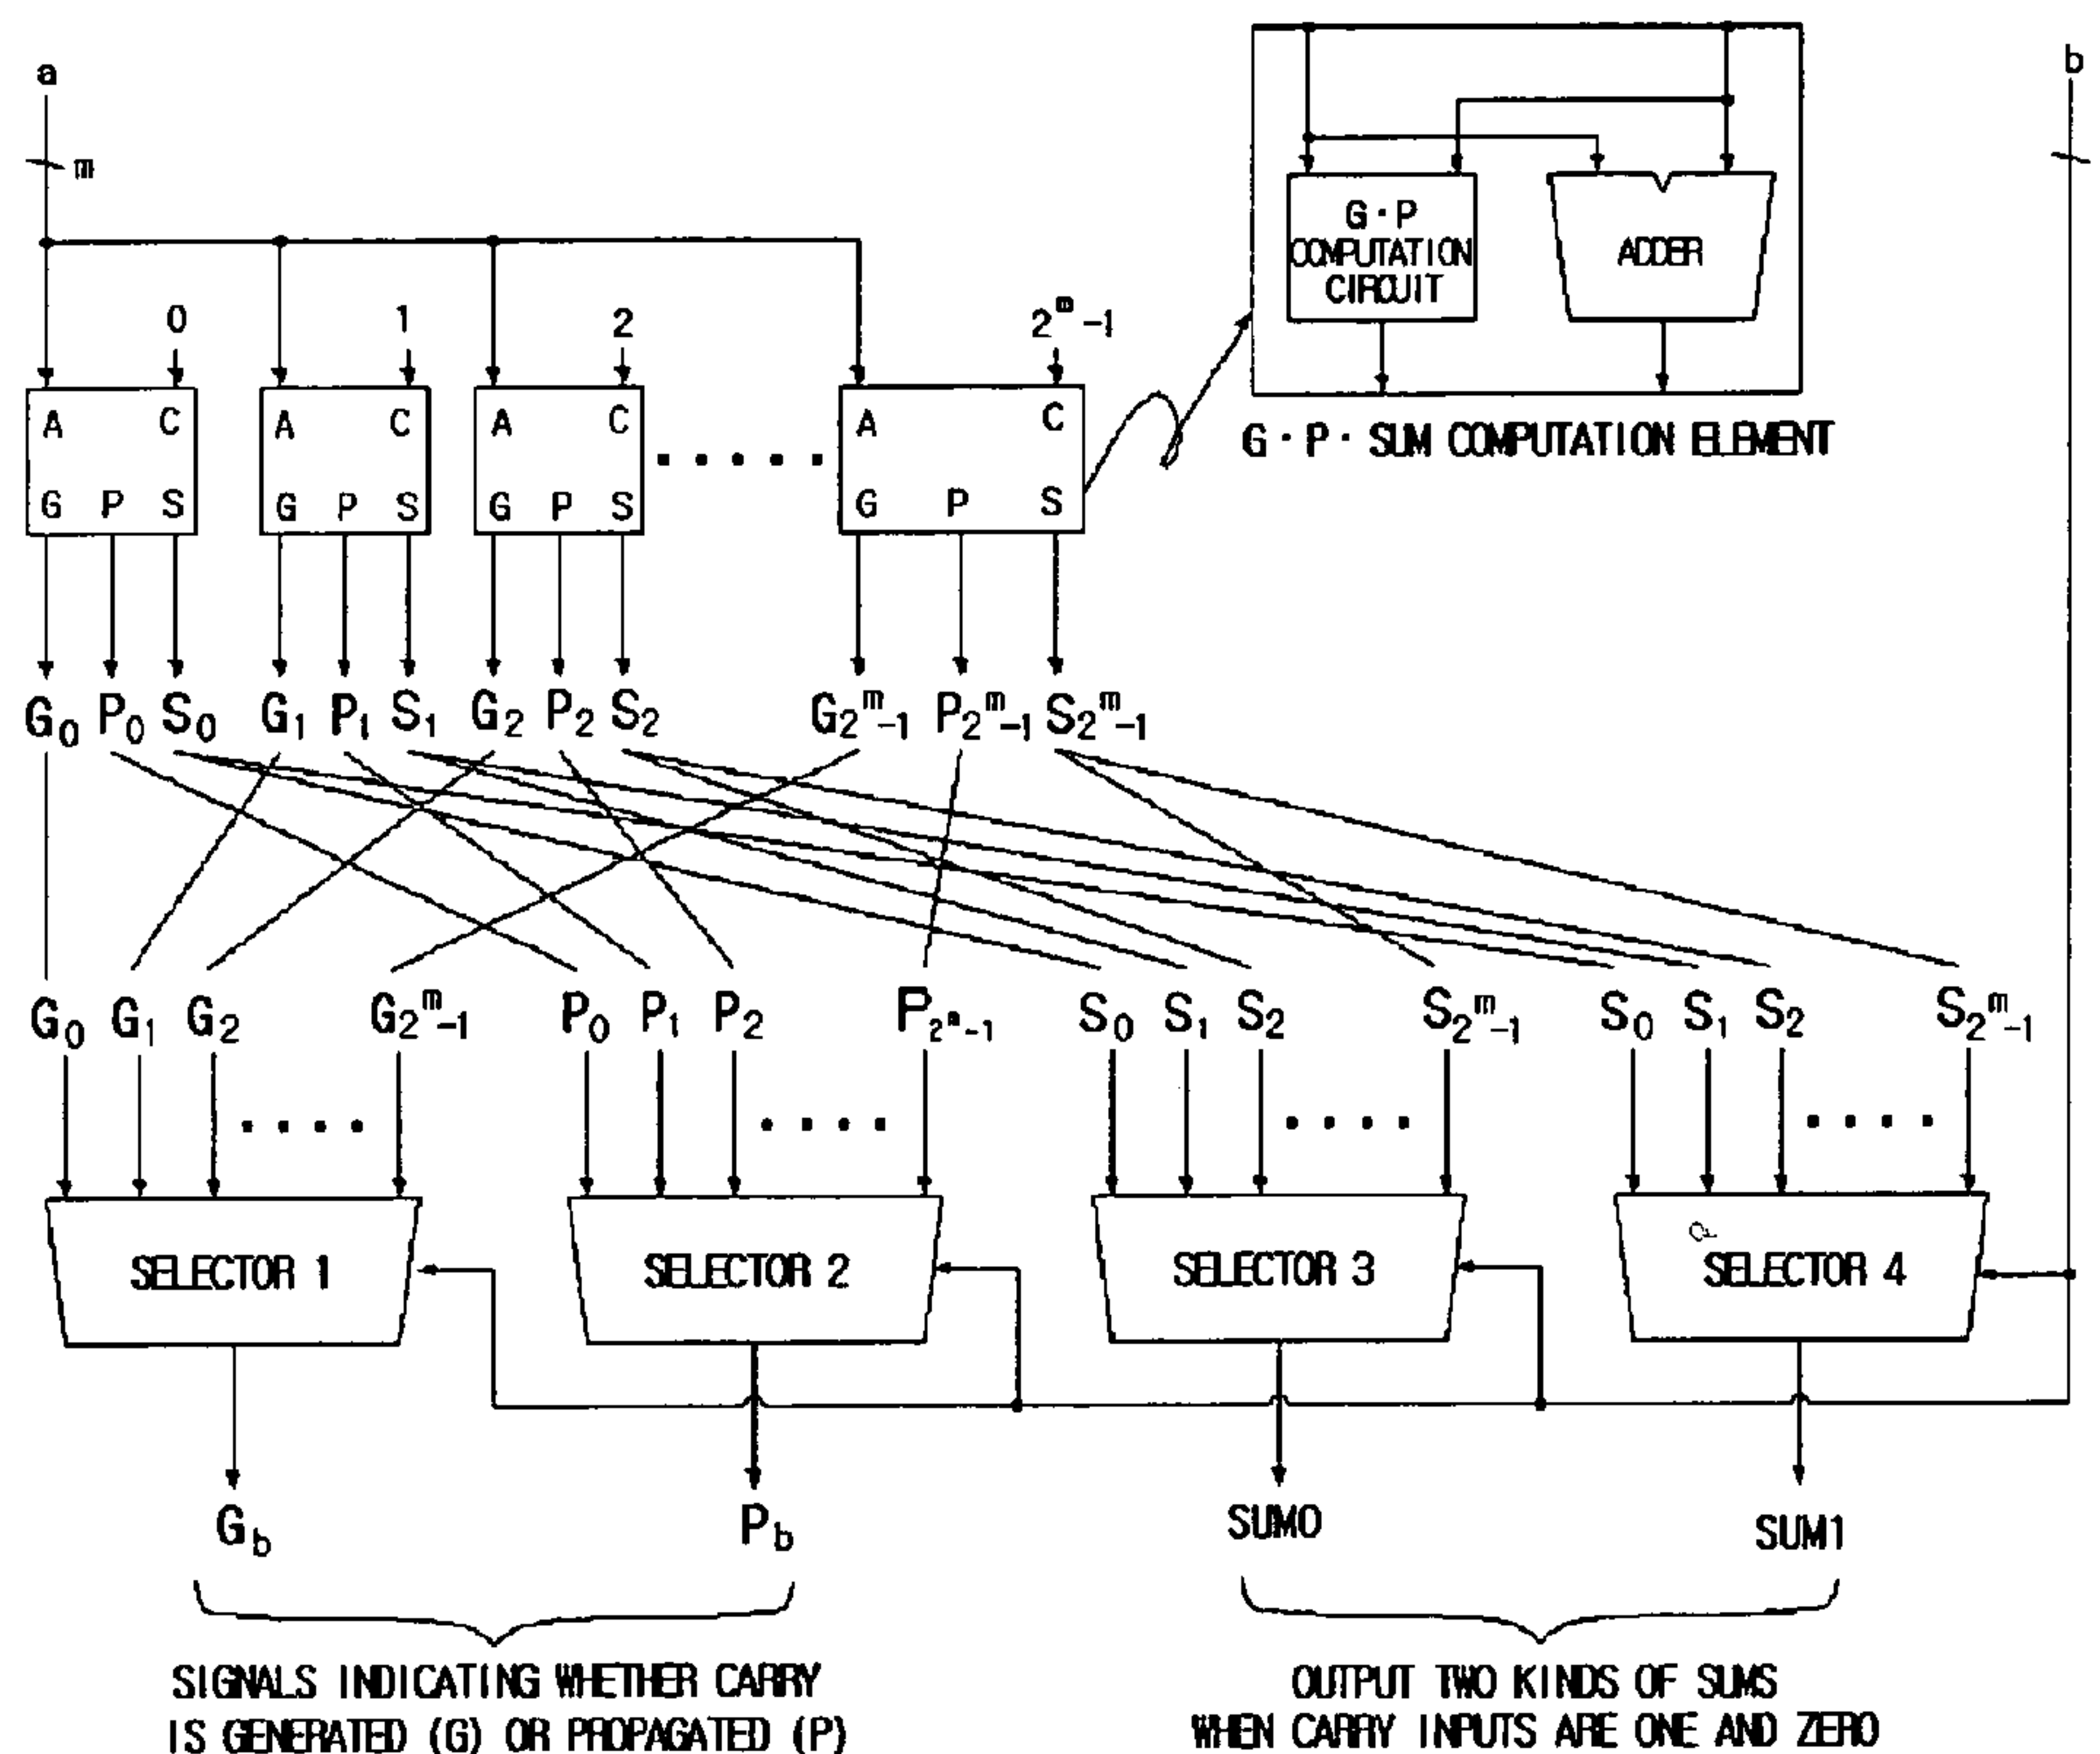 a
b
m
G · P
COMPUTATION
CIRCUIT
ADDER
0
1
2
2^m -1
G · P · SUM COMPUTATION ELEMENT
A C
G P S
A C
G P S
A C
G P S
A C
G P S
G₀ P₀ S₀ G₁ P₁ S₁ G₂ P₂ S₂ G₂^m₋₁ P₂^m₋₁ S₂^m₋₁
G₀ G₁ G₂ G₂^m₋₁ P₀ P₁ P₂ P₂^m₋₁ S₀ S₁ S₂ S₂^m₋₁ S₀ S₁ S₂ S₂^m₋₁
SELECTOR 1
SELECTOR 2
SELECTOR 3
SELECTOR 4
G_b
P_b
SUM0
SUM1
SIGNALS INDICATING WHETHER CARRY
IS GENERATED (G) OR PROPAGATED (P)
OUTPUT TWO KINDS OF SUMS
WHEN CARRY INPUTS ARE ONE AND ZERO